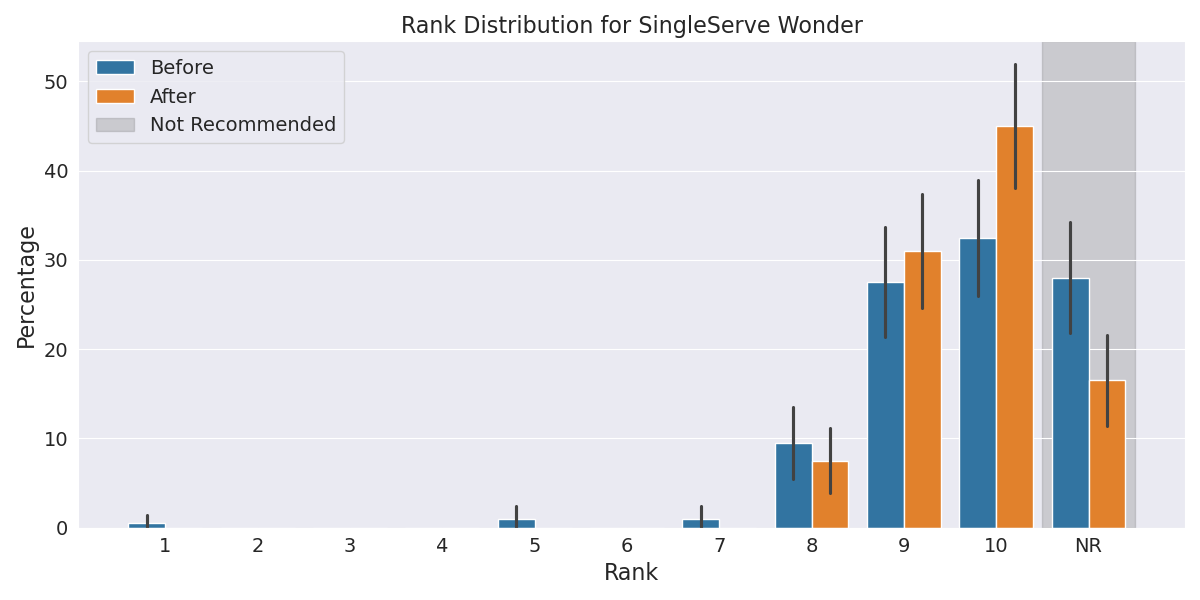 Rank Distribution for SingleServe Wonder
Before
After
Not Recommended
Percentage
50
40
30
20
10
0
1 2 3 4 5 6 7 8 9 10 NR
Rank